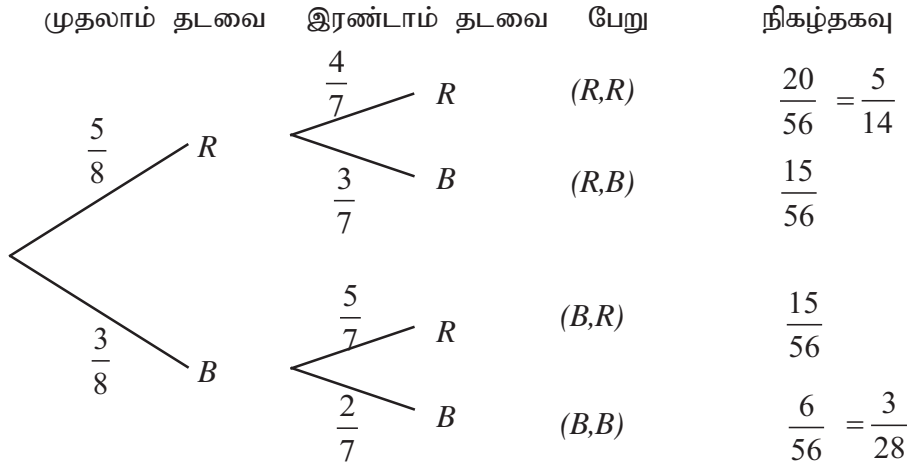 முதலாம் தடவை இரண்டாம் தடவை பேறு நிகழ்தகவு
4/7 R (R,R) 20/56 = 5/14
5/8 R
3/7 B (R,B) 15/56
5/7 R (B,R) 15/56
3/8 B
2/7 B (B,B) 6/56 = 3/28